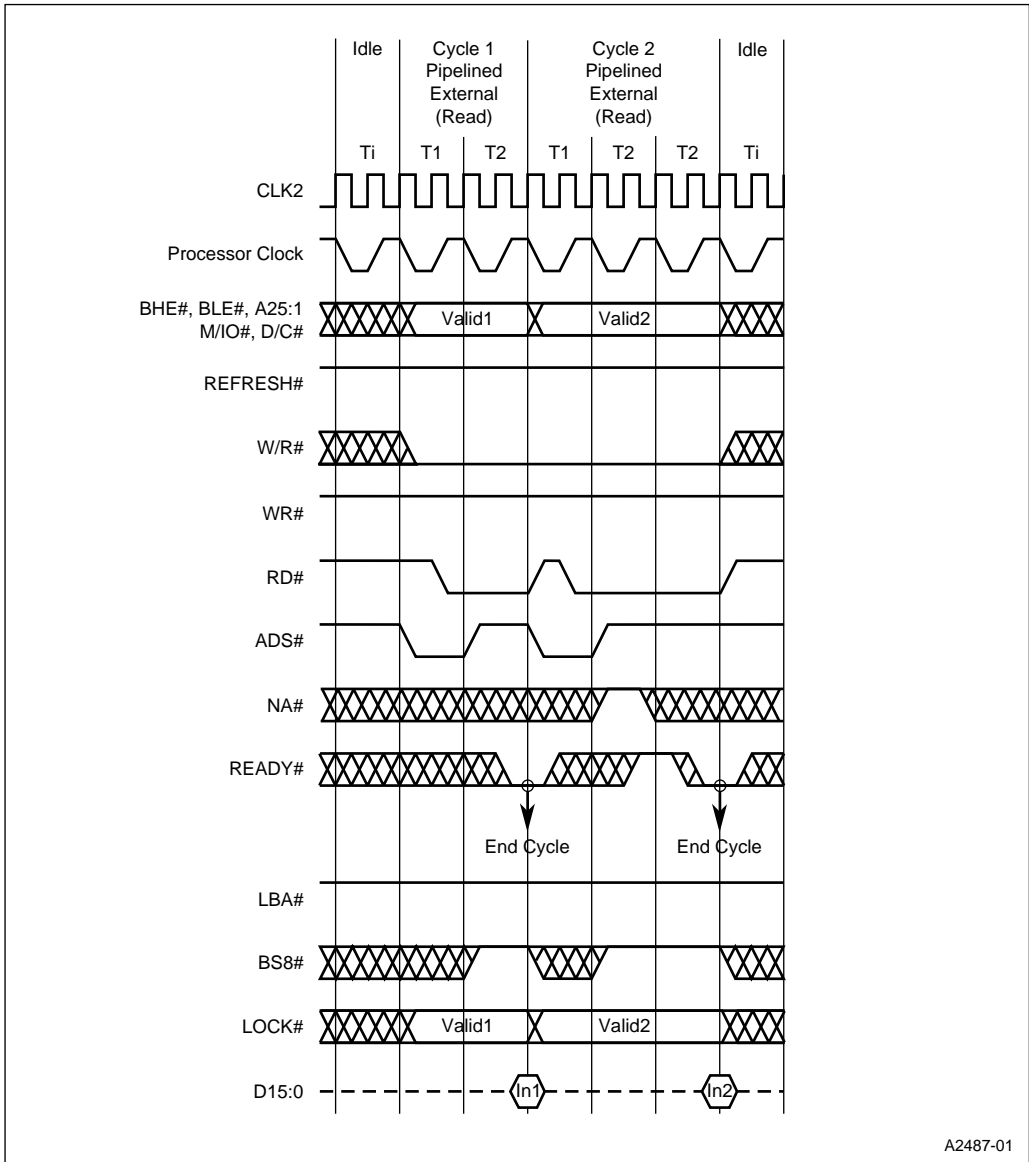 Idle
Cycle 1
Pipelined
External
(Read)
Cycle 2
Pipelined
External
(Read)
Idle
Ti T1 T2 T1 T2 T2 Ti
CLK2
Processor Clock
BHE#, BLE#, A25:1
M/IO#, D/C#
Valid1 Valid2
REFRESH#
W/R#
WR#
RD#
ADS#
NA#
READY#
End Cycle End Cycle
LBA#
BS8#
LOCK# Valid1 Valid2
D15:0 In1 In2
A2487-01